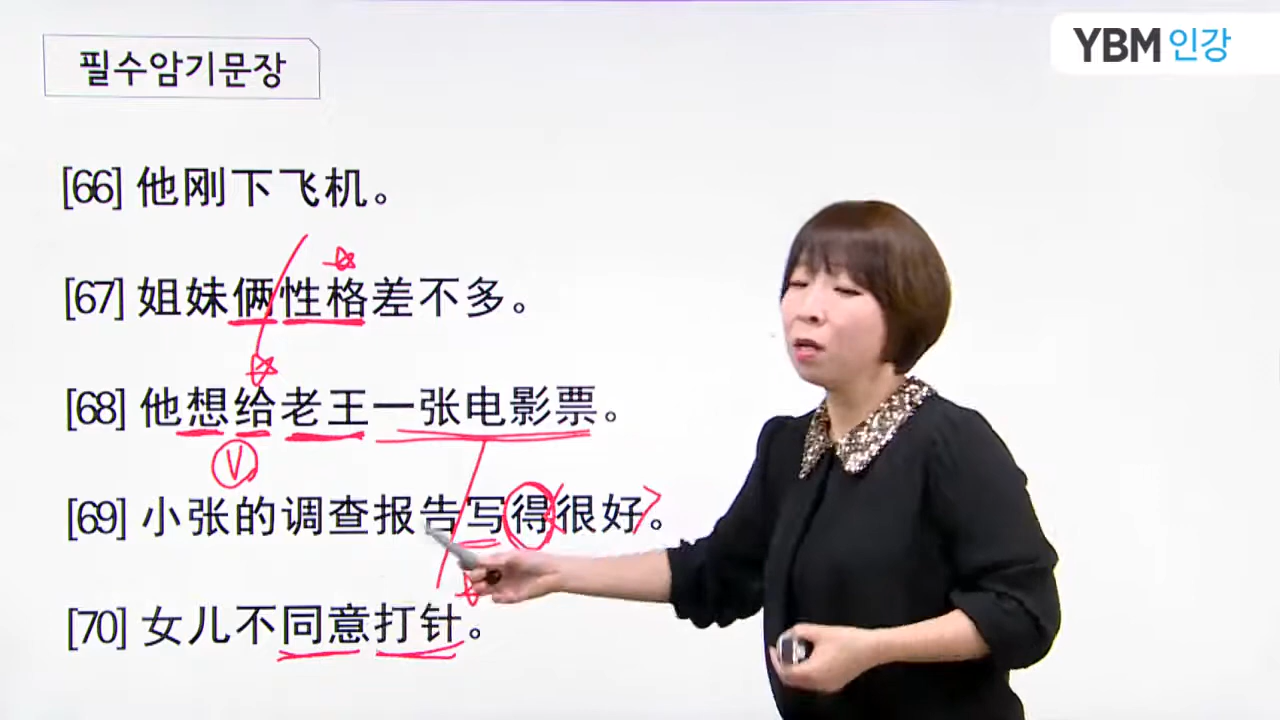 필수암기문장
YBM 인강
[66] 他刚下飞机。
[67] 姐妹俩性格差不多。
[68] 他想给老王一张电影票。
V
[69] 小张的调查报告写得很好。
[70] 女儿不同意打针。